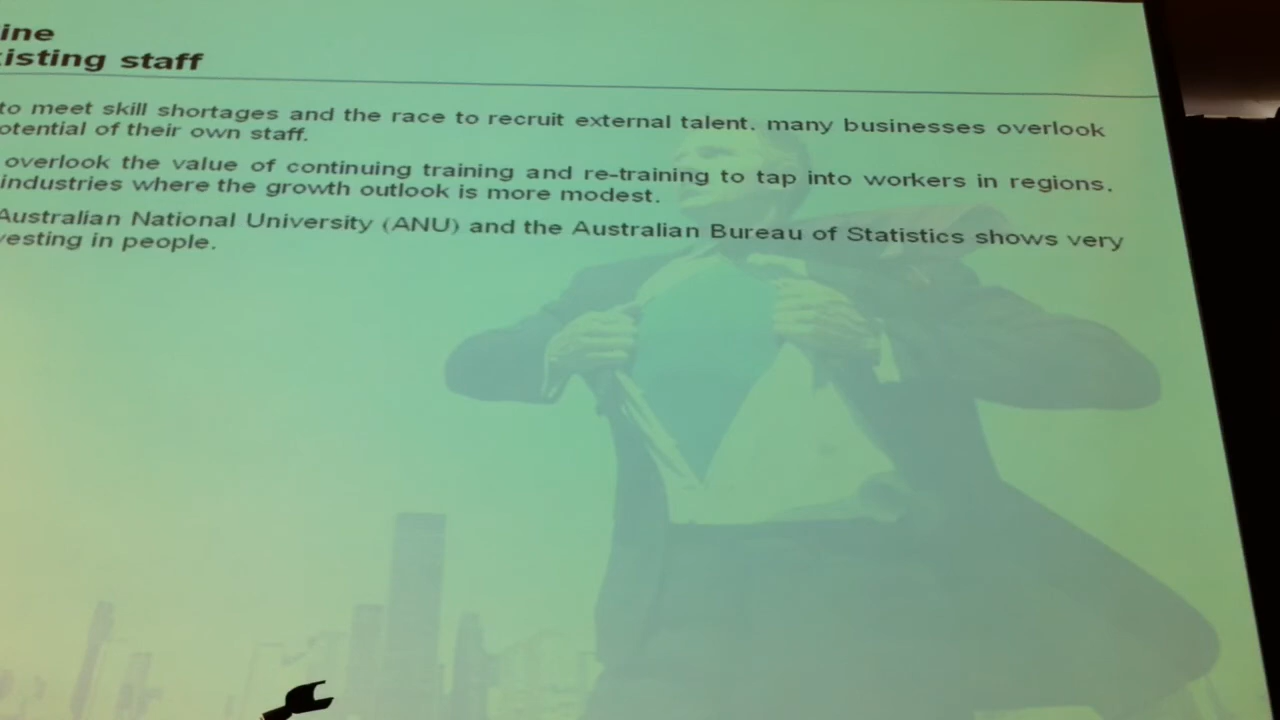 ine
isting staff
to meet skill shortages and the race to recruit external talent. many businesses overlook
otential of their own staff.
overlook the value of continuing training and re-training to tap into workers in regions.
industries where the growth outlook is more modest.
Australian National University (ANU) and the Australian Bureau of Statistics shows very
vesting in people.